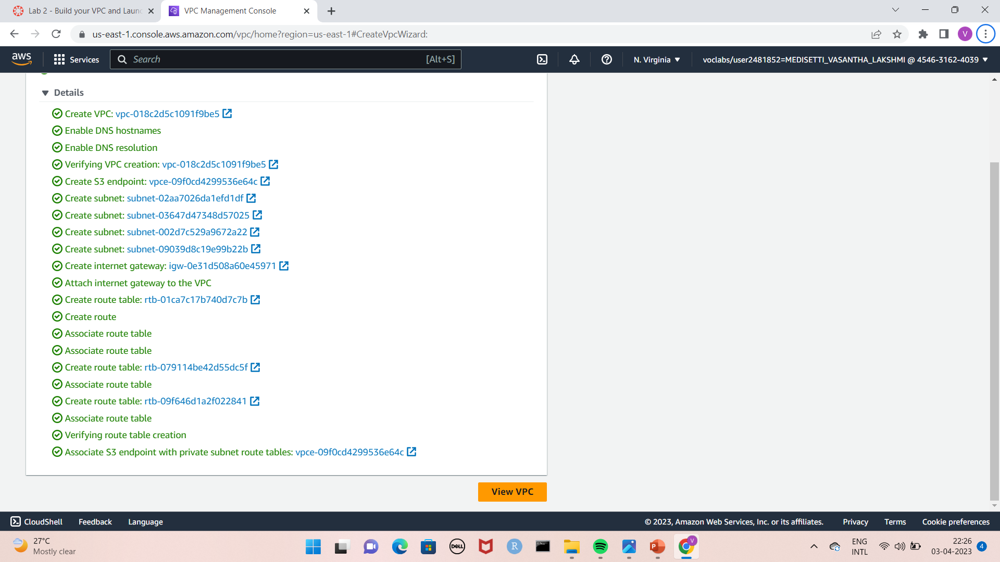 Lab 2 - Build your VPC and Laun
VPC Management Console
us-east-1.console.aws.amazon.com/vpc/home?region=us-east-1#CreateVpcWizard:
V
aws
Services
Search
[Alt+S]
N. Virginia
voclabs/user2481852=MEDISETTI_VASANTHA_LAKSHMI @ 4546-3162-4039
Details
Create VPC: vpc-018c2d5c1091f9be5
Enable DNS hostnames
Enable DNS resolution
Verifying VPC creation: vpc-018c2d5c1091f9be5
Create S3 endpoint: vpce-09f0cd4299536e64c
Create subnet: subnet-02aa7026da1efd1df
Create subnet: subnet-03647d47348d57025
Create subnet: subnet-002d7c529a9672a22
Create subnet: subnet-09039d8c19e99b22b
Create internet gateway: igw-0e31d508a60e45971
Attach internet gateway to the VPC
Create route table: rtb-01ca7c17b740d7c7b
Create route
Associate route table
Associate route table
Create route table: rtb-079114be42d55dc5f
Associate route table
Create route table: rtb-09f646d1a2f022841
Associate route table
Verifying route table creation
Associate S3 endpoint with private subnet route tables: vpce-09f0cd4299536e64c
View VPC
CloudShell
Feedback
Language
© 2023, Amazon Web Services, Inc. or its affiliates.
Privacy
Terms
Cookie preferences
27°C
Mostly clear
DELL
R
P
V
ENG
INTL
22:26
03-04-2023
4